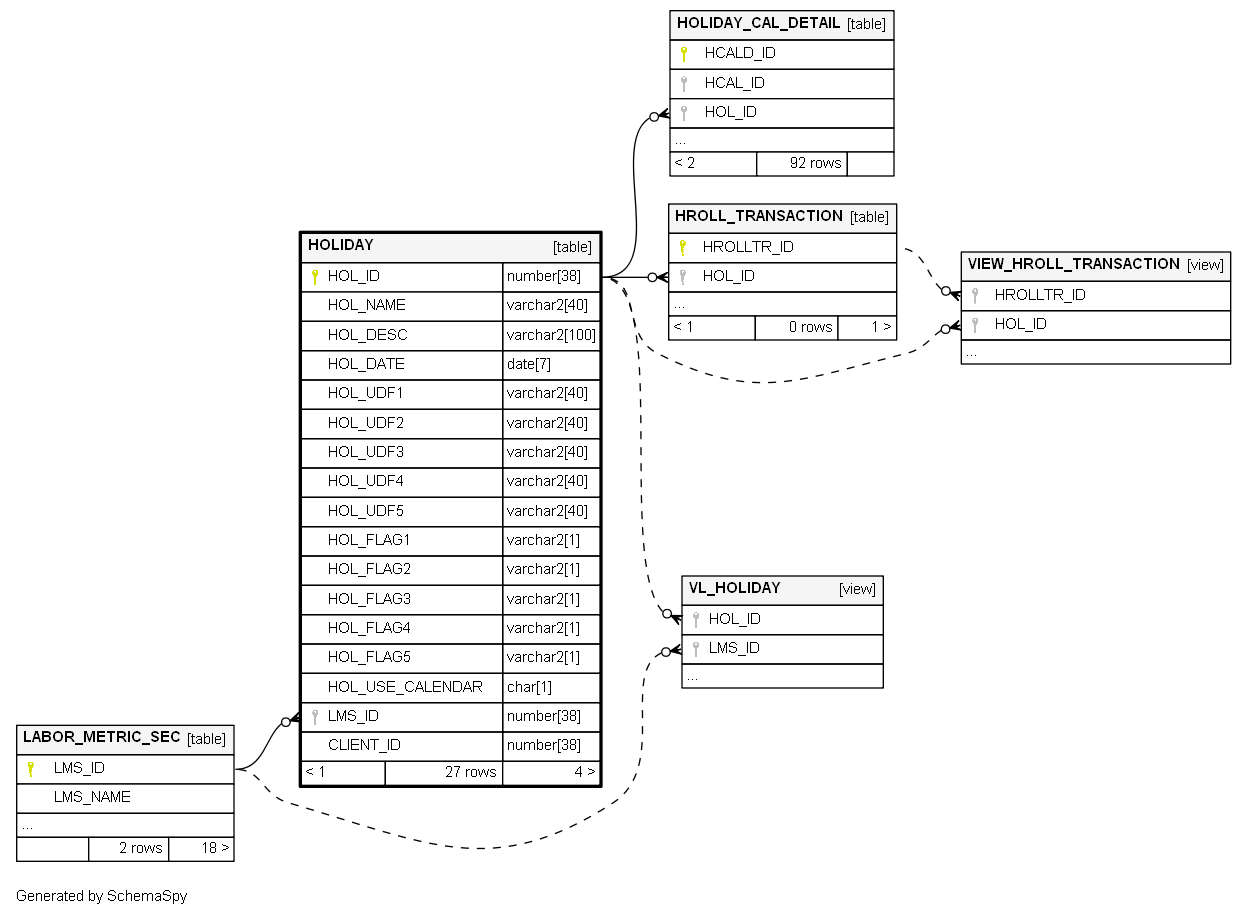 HOLIDAY_CAL_DETAIL [table]
HCALD_ID
HCAL_ID
HOL_ID
...
< 2 92 rows
HROLL_TRANSACTION [table]
HROLLTR_ID
HOL_ID
...
< 1 0 rows 1 >
VIEW_HROLL_TRANSACTION [view]
HROLLTR_ID
HOL_ID
...
HOLIDAY [table]
HOL_ID number[38]
HOL_NAME varchar2[40]
HOL_DESC varchar2[100]
HOL_DATE date[7]
HOL_UDF1 varchar2[40]
HOL_UDF2 varchar2[40]
HOL_UDF3 varchar2[40]
HOL_UDF4 varchar2[40]
HOL_UDF5 varchar2[40]
HOL_FLAG1 varchar2[1]
HOL_FLAG2 varchar2[1]
HOL_FLAG3 varchar2[1]
HOL_FLAG4 varchar2[1]
HOL_FLAG5 varchar2[1]
HOL_USE_CALENDAR char[1]
LMS_ID number[38]
CLIENT_ID number[38]
< 1 27 rows 4 >
VL_HOLIDAY [view]
HOL_ID
LMS_ID
...
LABOR_METRIC_SEC [table]
LMS_ID
LMS_NAME
...
2 rows 18 >
Generated by SchemaSpy